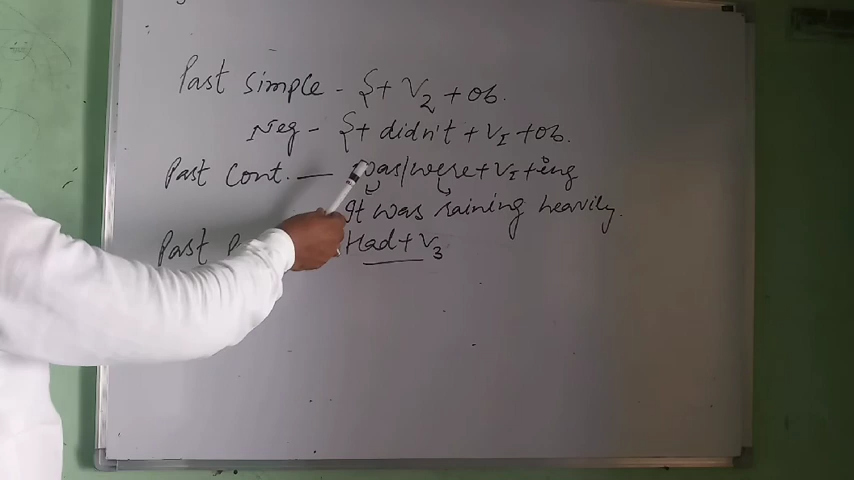 Past simple - S + V2 + ob.
Neg - S + didn't + V1 + ob.
Past Cont. — was/were + V1 + ing
It was raining heavily.
Past Had + V3